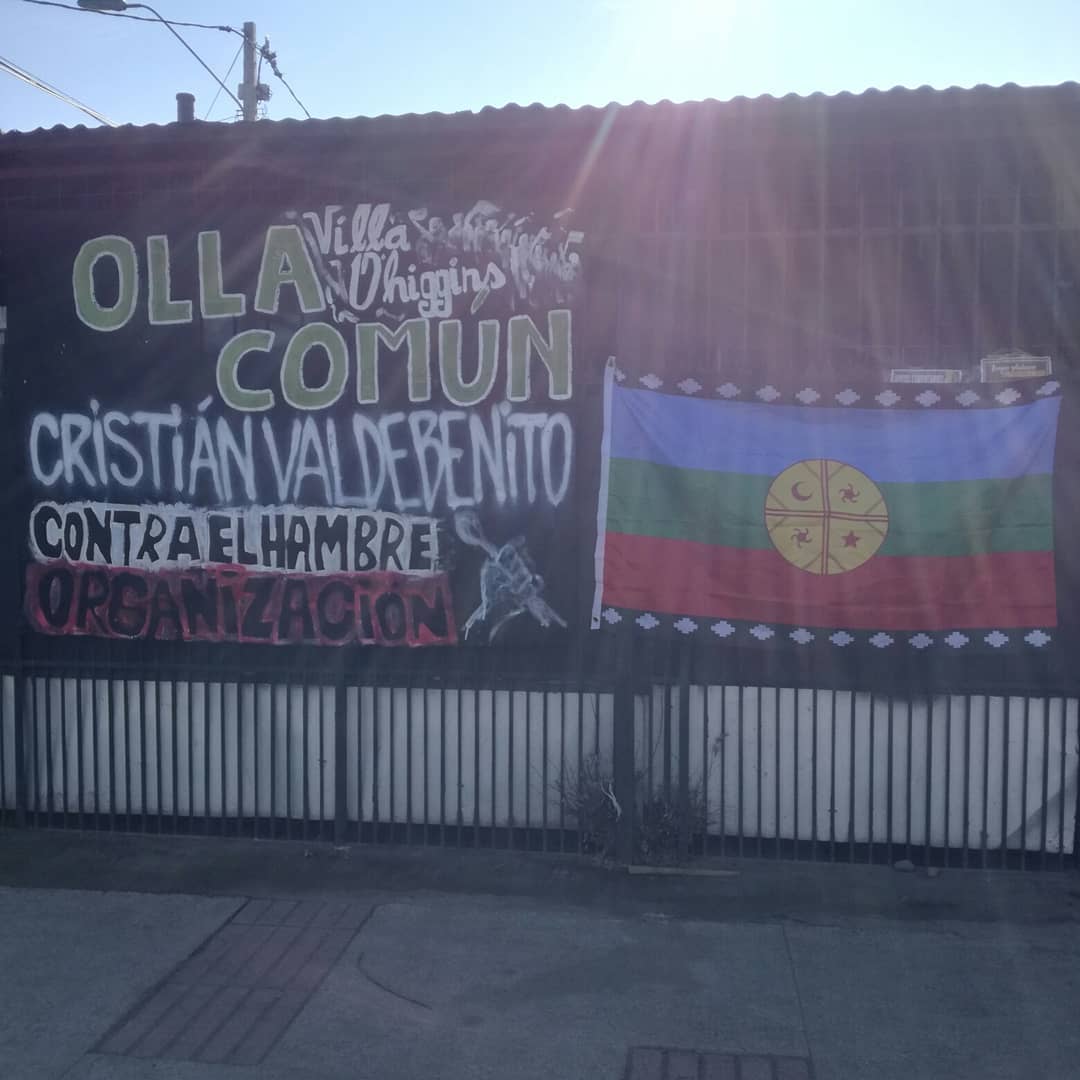 OLLA
Villa
O'higgins
COMUN
CRISTIÁN VALDEBENITO
CONTRA EL HAMBRE
ORGANIZACIÓN